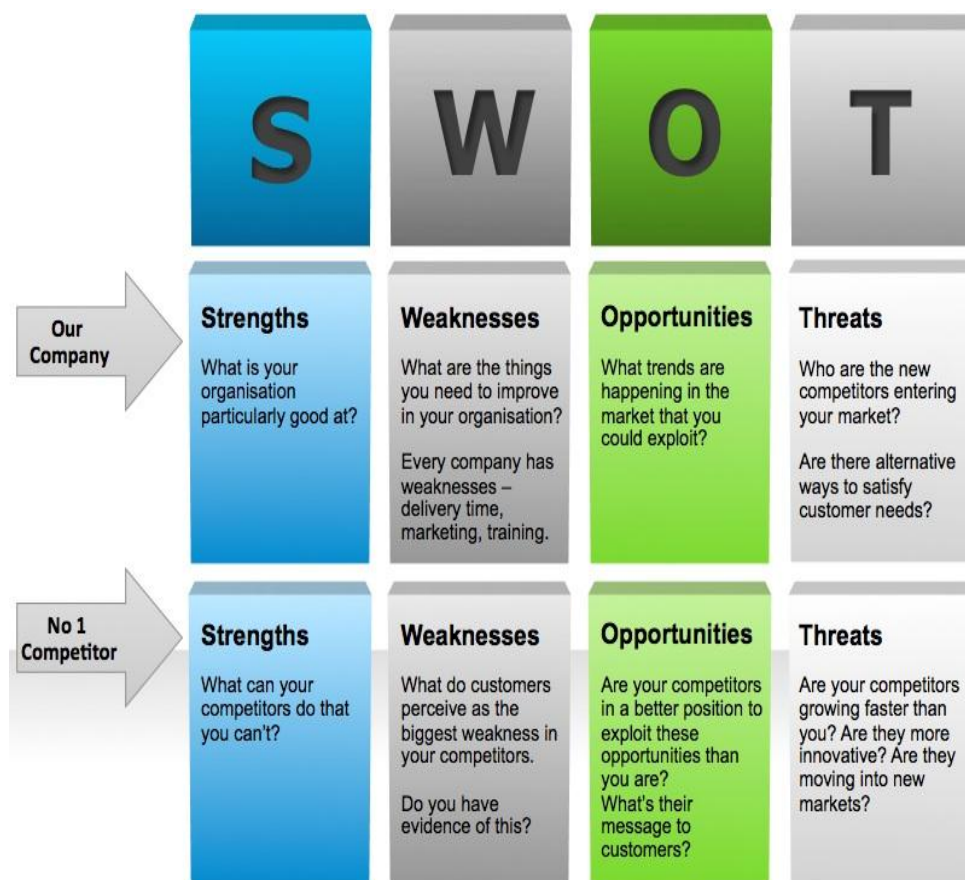 S
W
O
T
Our
Company
Strengths
What is your
organisation
particularly good at?
Weaknesses
What are the things
you need to improve
in your organisation?
Every company has
weaknesses –
delivery time,
marketing, training.
Opportunities
What trends are
happening in the
market that you
could exploit?
Threats
Who are the new
competitors entering
your market?
Are there alternative
ways to satisfy
customer needs?
No 1
Competitor
Strengths
What can your
competitors do that
you can't?
Weaknesses
What do customers
perceive as the
biggest weakness in
your competitors.
Do you have
evidence of this?
Opportunities
Are your competitors
in a better position to
exploit these
opportunities than
you are?
What's their
message to
customers?
Threats
Are your competitors
growing faster than
you? Are they more
innovative? Are they
moving into new
markets?